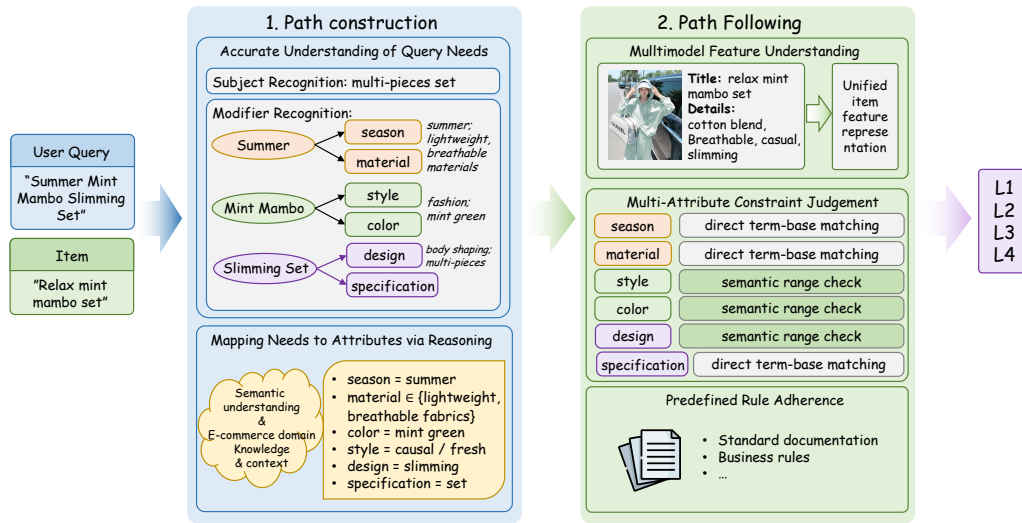 User Query
“Summer Mint
Mambo Slimming
Set”
Item
”Relax mint
mambo set”
1. Path construction
Accurate Understanding of Query Needs
Subject Recognition: multi-pieces set
Modifier Recognition:
Summer
season
material
summer;
lightweight,
breathable
materials
Mint Mambo
style
color
fashion;
mint green
Slimming Set
design
specification
body shaping;
multi-pieces
Mapping Needs to Attributes via Reasoning
Semantic
understanding
&
E-commerce domain
Knowledge
& context
• season = summer
• material ∈ {lightweight,
breathable fabrics}
• color = mint green
• style = causal / fresh
• design = slimming
• specification = set
2. Path Following
Mulltimodel Feature Understanding
Title: relax mint
mambo set
Details:
cotton blend,
Breathable, casual,
slimming
Unified
item
feature
represe
ntation
Multi-Attribute Constraint Judgement
season direct term-base matching
material direct term-base matching
style semantic range check
color semantic range check
design semantic range check
specification direct term-base matching
Predefined Rule Adherence
• Standard documentation
• Business rules
• …
L1
L2
L3
L4